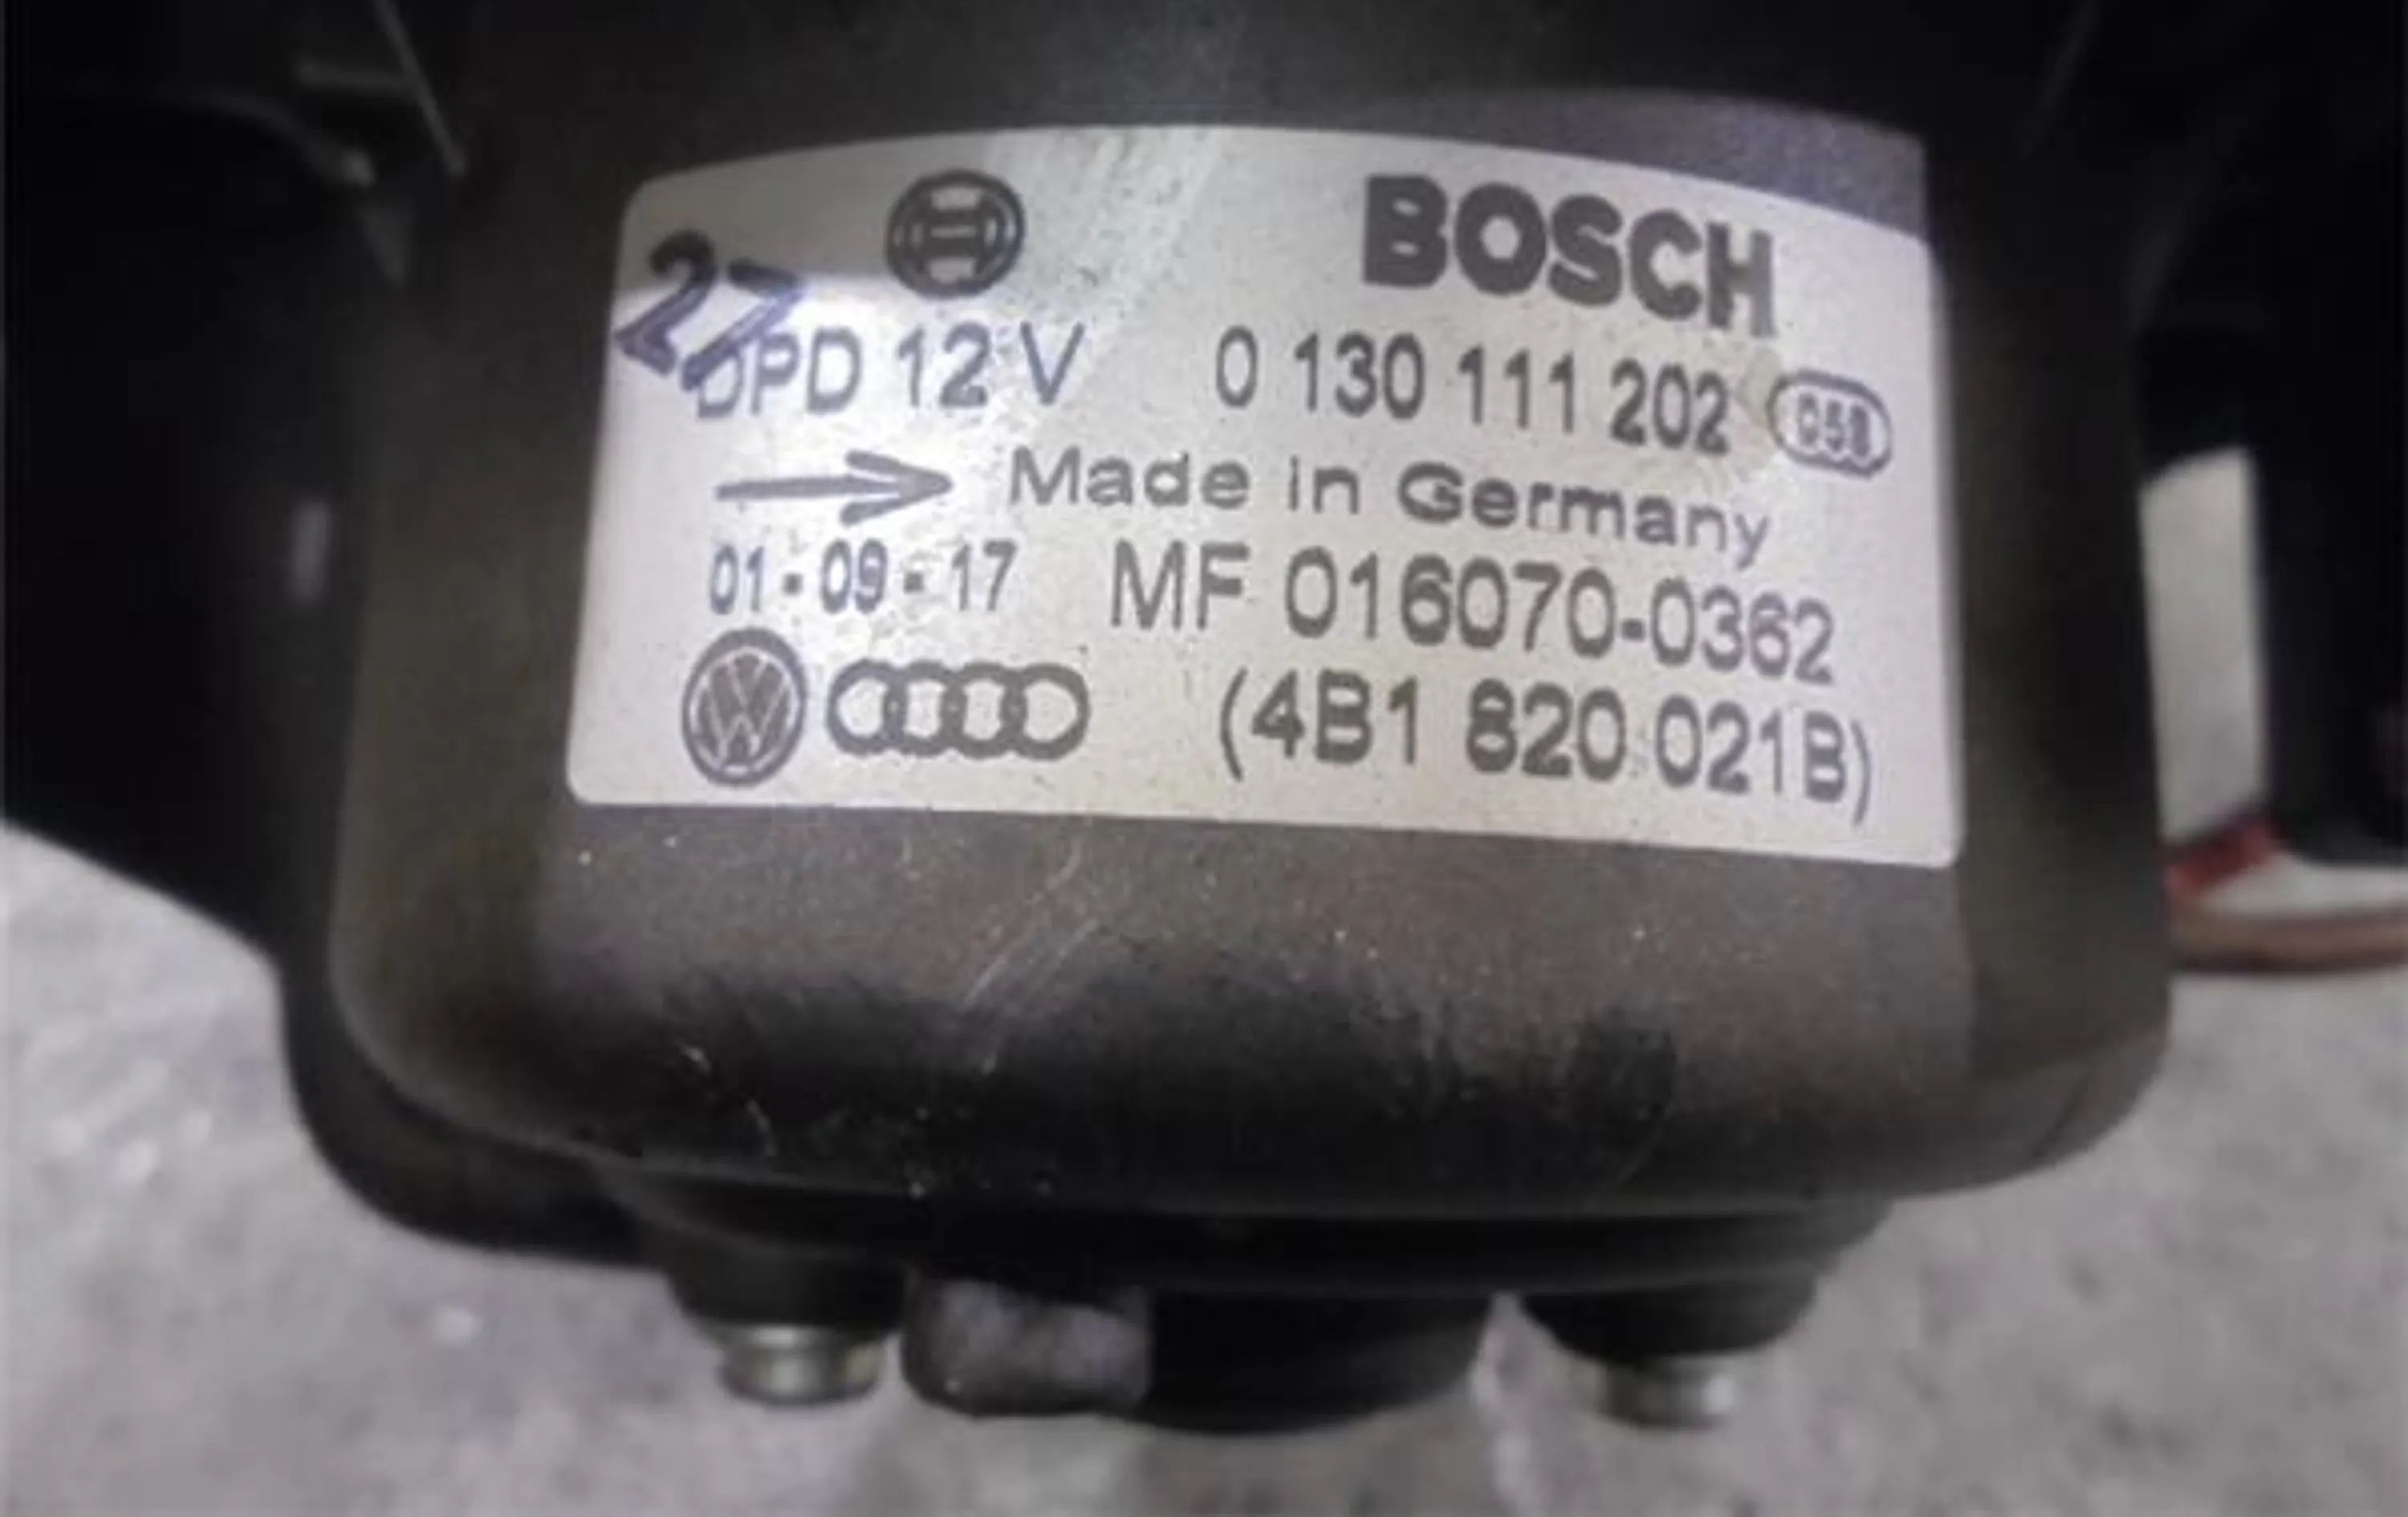 BOSCH
27
DPD 12 V 0 130 111 202 058
Made in Germany
01-09-17 MF 016070-0362
(4B1 820 021B)